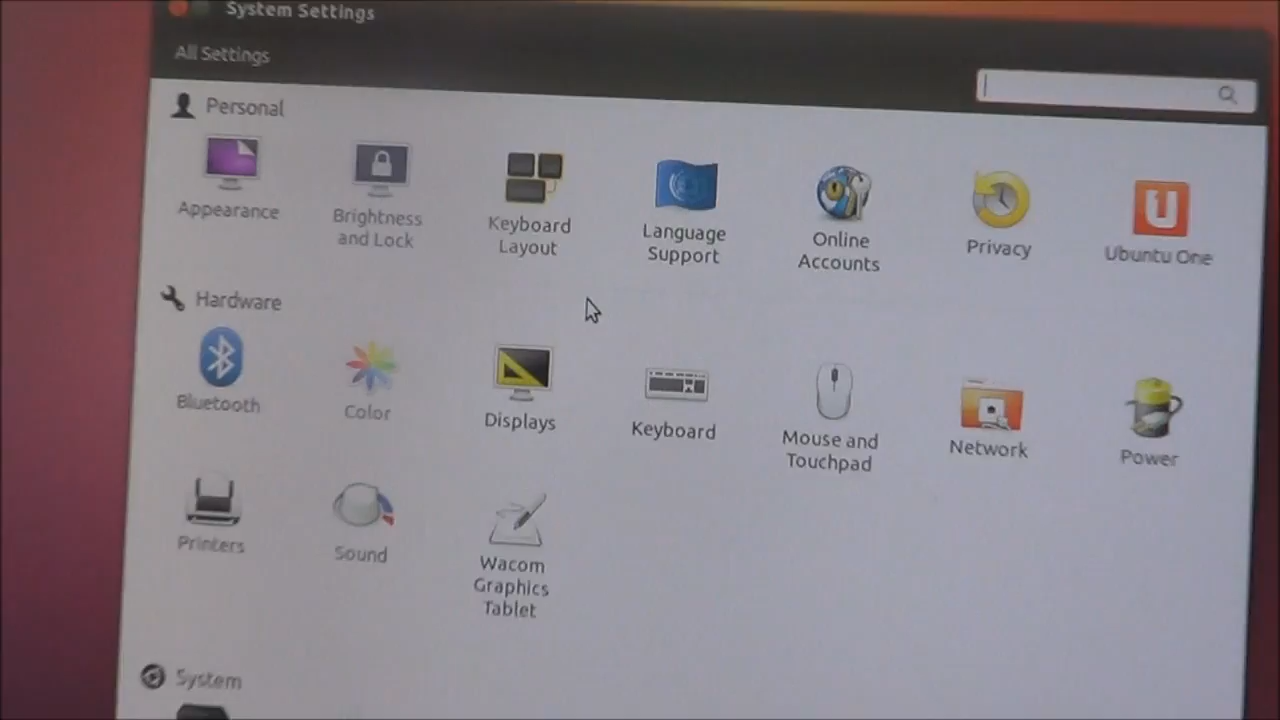 System Settings
All Settings
Personal
Appearance
Brightness
and Lock
Keyboard
Layout
Language
Support
Online
Accounts
Privacy
Ubuntu One
Hardware
Bluetooth
Color
Displays
Keyboard
Mouse and
Touchpad
Network
Power
Printers
Sound
Wacom
Graphics
Tablet
System